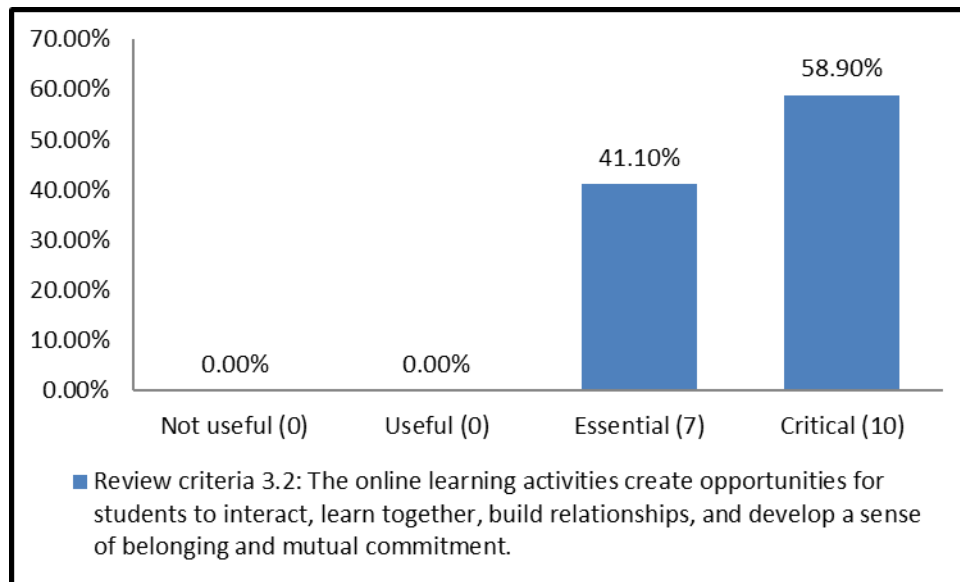 70.00%
60.00%
50.00%
40.00%
30.00%
20.00%
10.00%
0.00%
0.00%
0.00%
41.10%
58.90%
Not useful (0)
Useful (0)
Essential (7)
Critical (10)
Review criteria 3.2: The online learning activities create opportunities for
students to interact, learn together, build relationships, and develop a sense
of belonging and mutual commitment.